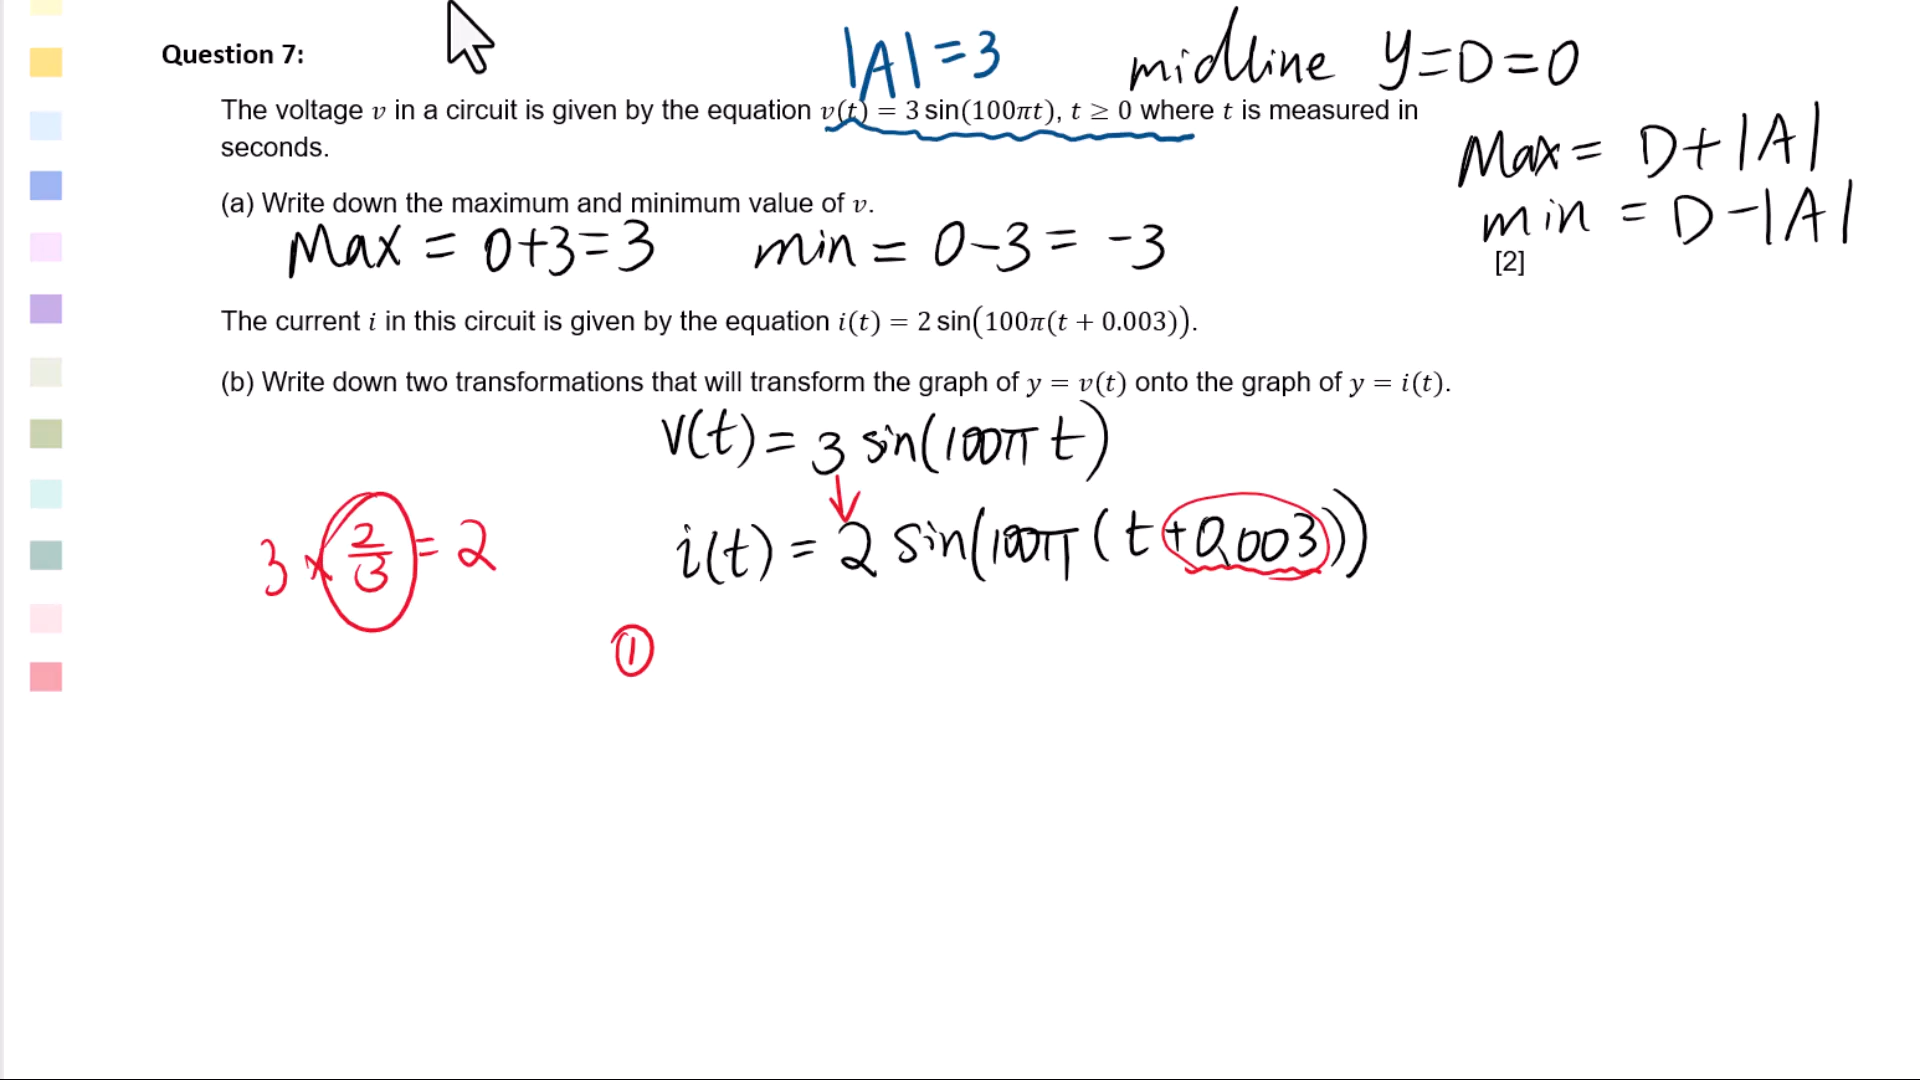 |A|=3 midline y=D=0
Question 7:
The voltage v in a circuit is given by the equation v(t) = 3 sin(100πt), t ≥ 0 where t is measured in
seconds.
Max = D+|A|
min = D-|A|
(a) Write down the maximum and minimum value of v.
Max = 0+3=3 min = 0-3 = -3
[2]
The current i in this circuit is given by the equation i(t) = 2 sin(100π(t + 0.003)).
(b) Write down two transformations that will transform the graph of y = v(t) onto the graph of y = i(t).
v(t) = 3 sin(100π t)
3 × 2/3 = 2
i(t) = 2 sin(100π (t+0.003))
①